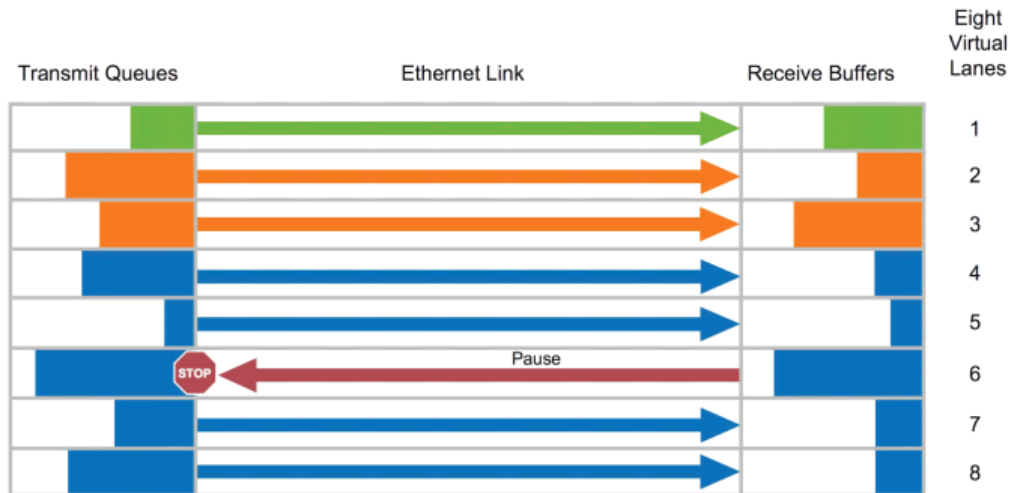 Eight
Virtual
Lanes
Transmit Queues
Ethernet Link
Receive Buffers
1
2
3
4
5
Pause
STOP
6
7
8